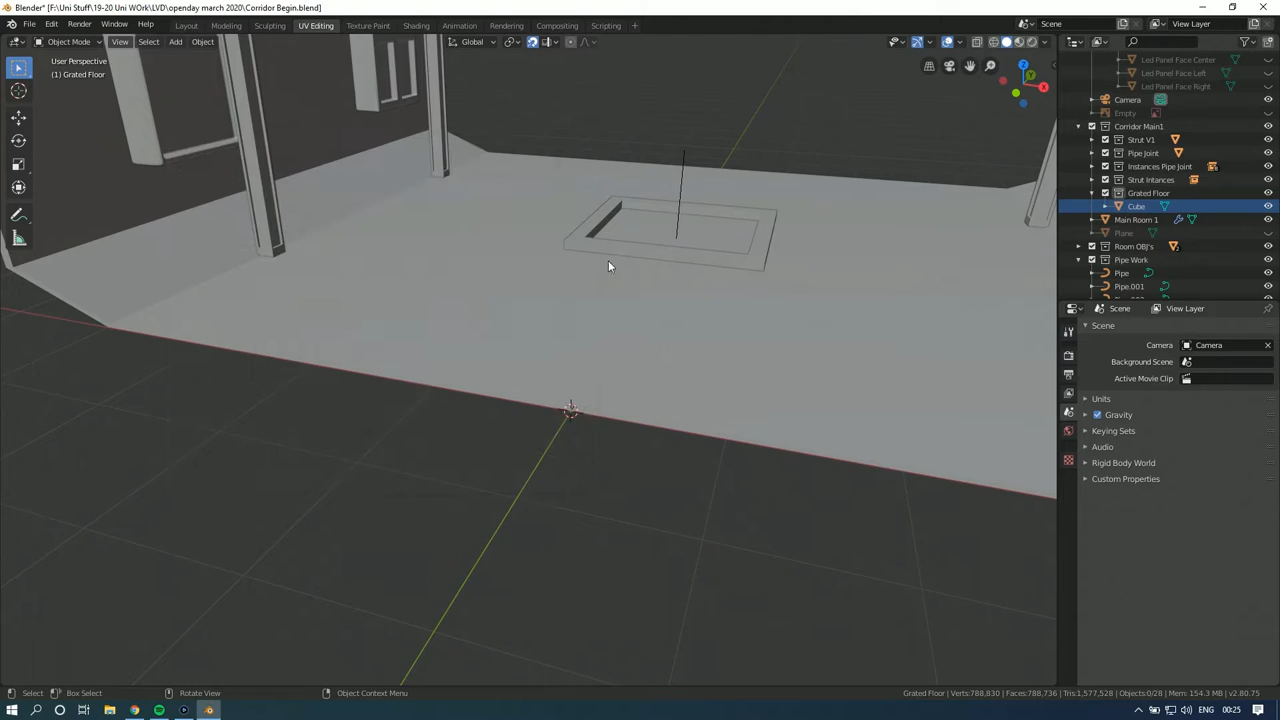 Blender* [F:\Uni Stuff\19-20 Uni WOrk\LVD\openday march 2020\Corridor Begin.blend]
File Edit Render Window Help Layout Modeling Sculpting UV Editing Texture Paint Shading Animation Rendering Compositing Scripting + Scene View Layer
Object Mode View Select Add Object Global
User Perspective
(1) Grated Floor
Led Panel Face Center
Led Panel Face Left
Led Panel Face Right
Camera
Empty
Corridor Main1
Strut V1
Pipe Joint
Instances Pipe Joint
Strut Intances
Grated Floor
Cube
Main Room 1
Plane
Room OBJ's
Pipe Work
Pipe
Pipe.001
Scene View Layer
Scene
Camera Camera
Background Scene
Active Movie Clip
Units
Gravity
Keying Sets
Audio
Rigid Body World
Custom Properties
Z
Y
X
Select Box Select Rotate View Object Context Menu Grated Floor | Verts:788,830 | Faces:788,736 | Tris:1,577,528 | Objects:0/28 | Mem: 154.3 MB | v2.80.75
ENG 00:25